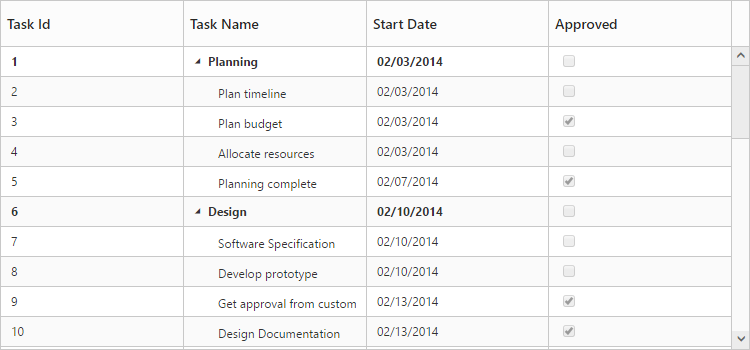 Task Id Task Name Start Date Approved
1 Planning 02/03/2014
2 Plan timeline 02/03/2014
3 Plan budget 02/03/2014
4 Allocate resources 02/03/2014
5 Planning complete 02/07/2014
6 Design 02/10/2014
7 Software Specification 02/10/2014
8 Develop prototype 02/10/2014
9 Get approval from custom 02/13/2014
10 Design Documentation 02/13/2014